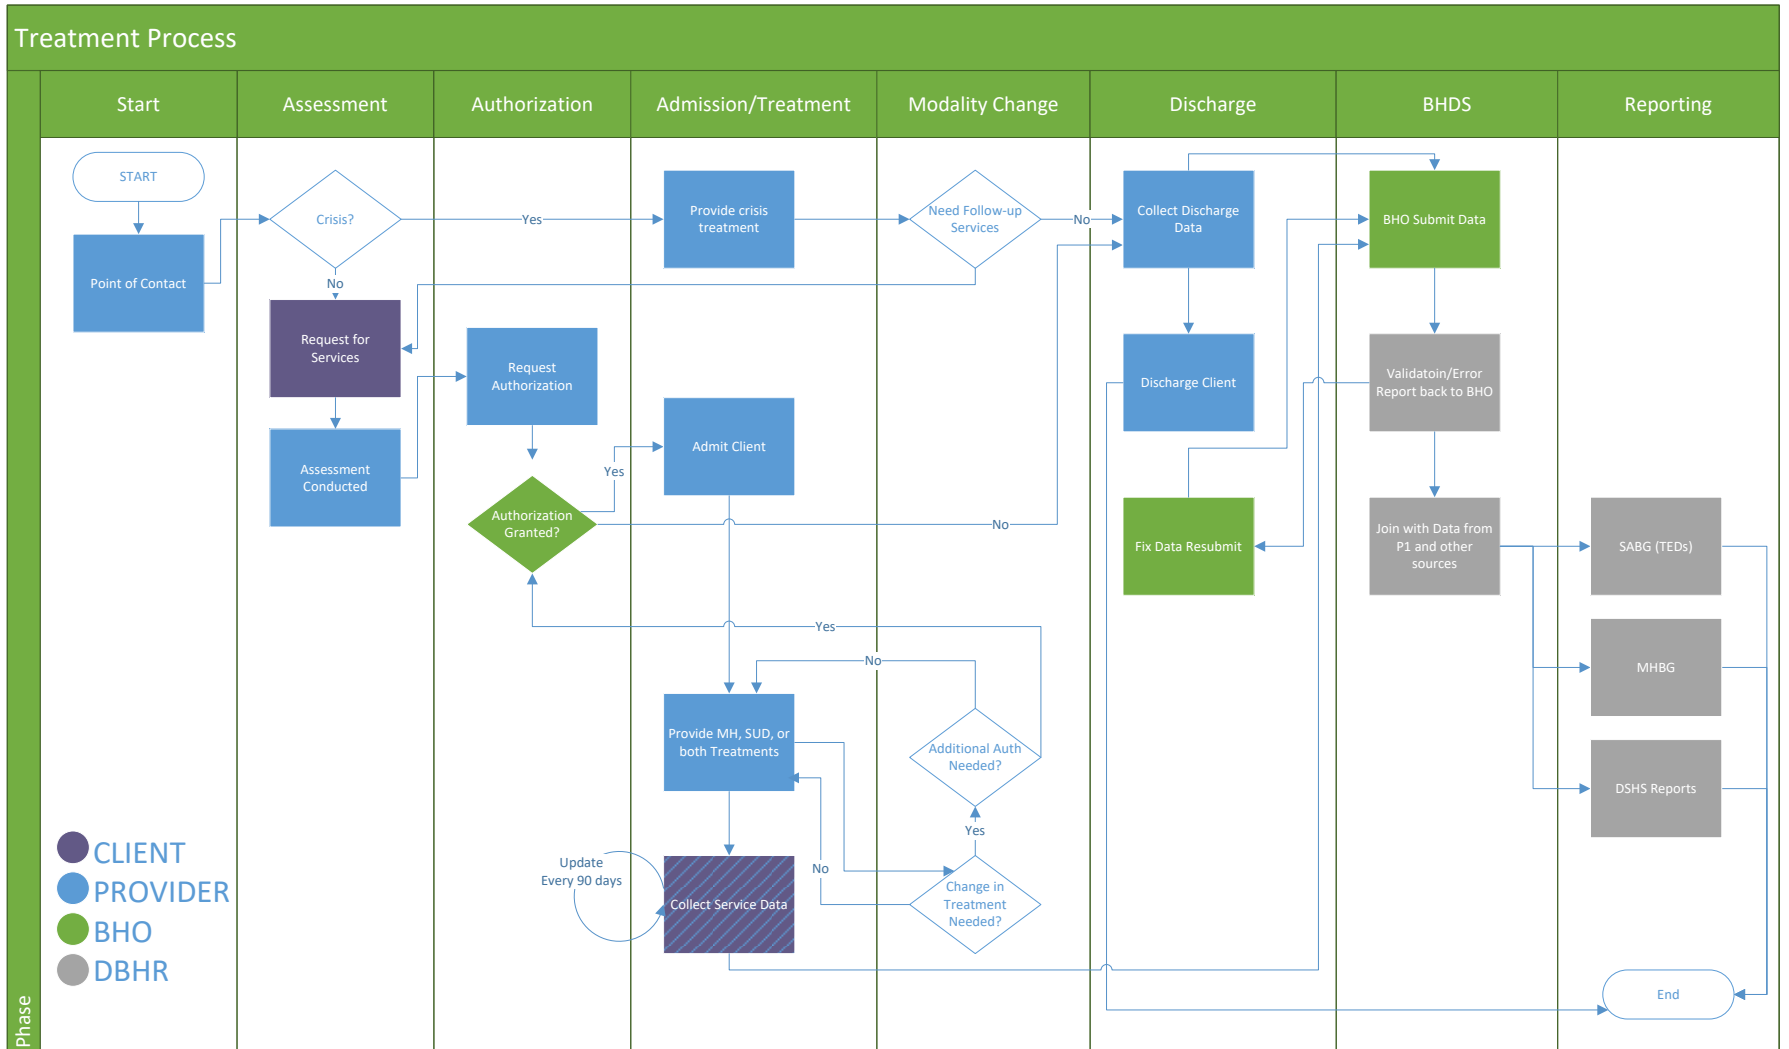 Treatment Process
Phase
Start
Assessment
Authorization
Admission/Treatment
Modality Change
Discharge
BHDS
Reporting
START
Point of Contact
Crisis?
Yes
No
Request for
Services
Assessment
Conducted
Request
Authorization
Authorization
Granted?
Yes
No
Provide crisis
treatment
Admit Client
Provide MH, SUD, or
both Treatments
Collect Service Data
Update
Every 90 days
Need Follow-up
Services
No
Yes
No
Additional Auth
Needed?
Yes
No
Change in
Treatment
Needed?
Collect Discharge
Data
Discharge Client
Fix Data Resubmit
BHO Submit Data
Validatoin/Error
Report back to BHO
Join with Data from
P1 and other
sources
SABG (TEDs)
MHBG
DSHS Reports
End
CLIENT
PROVIDER
BHO
DBHR